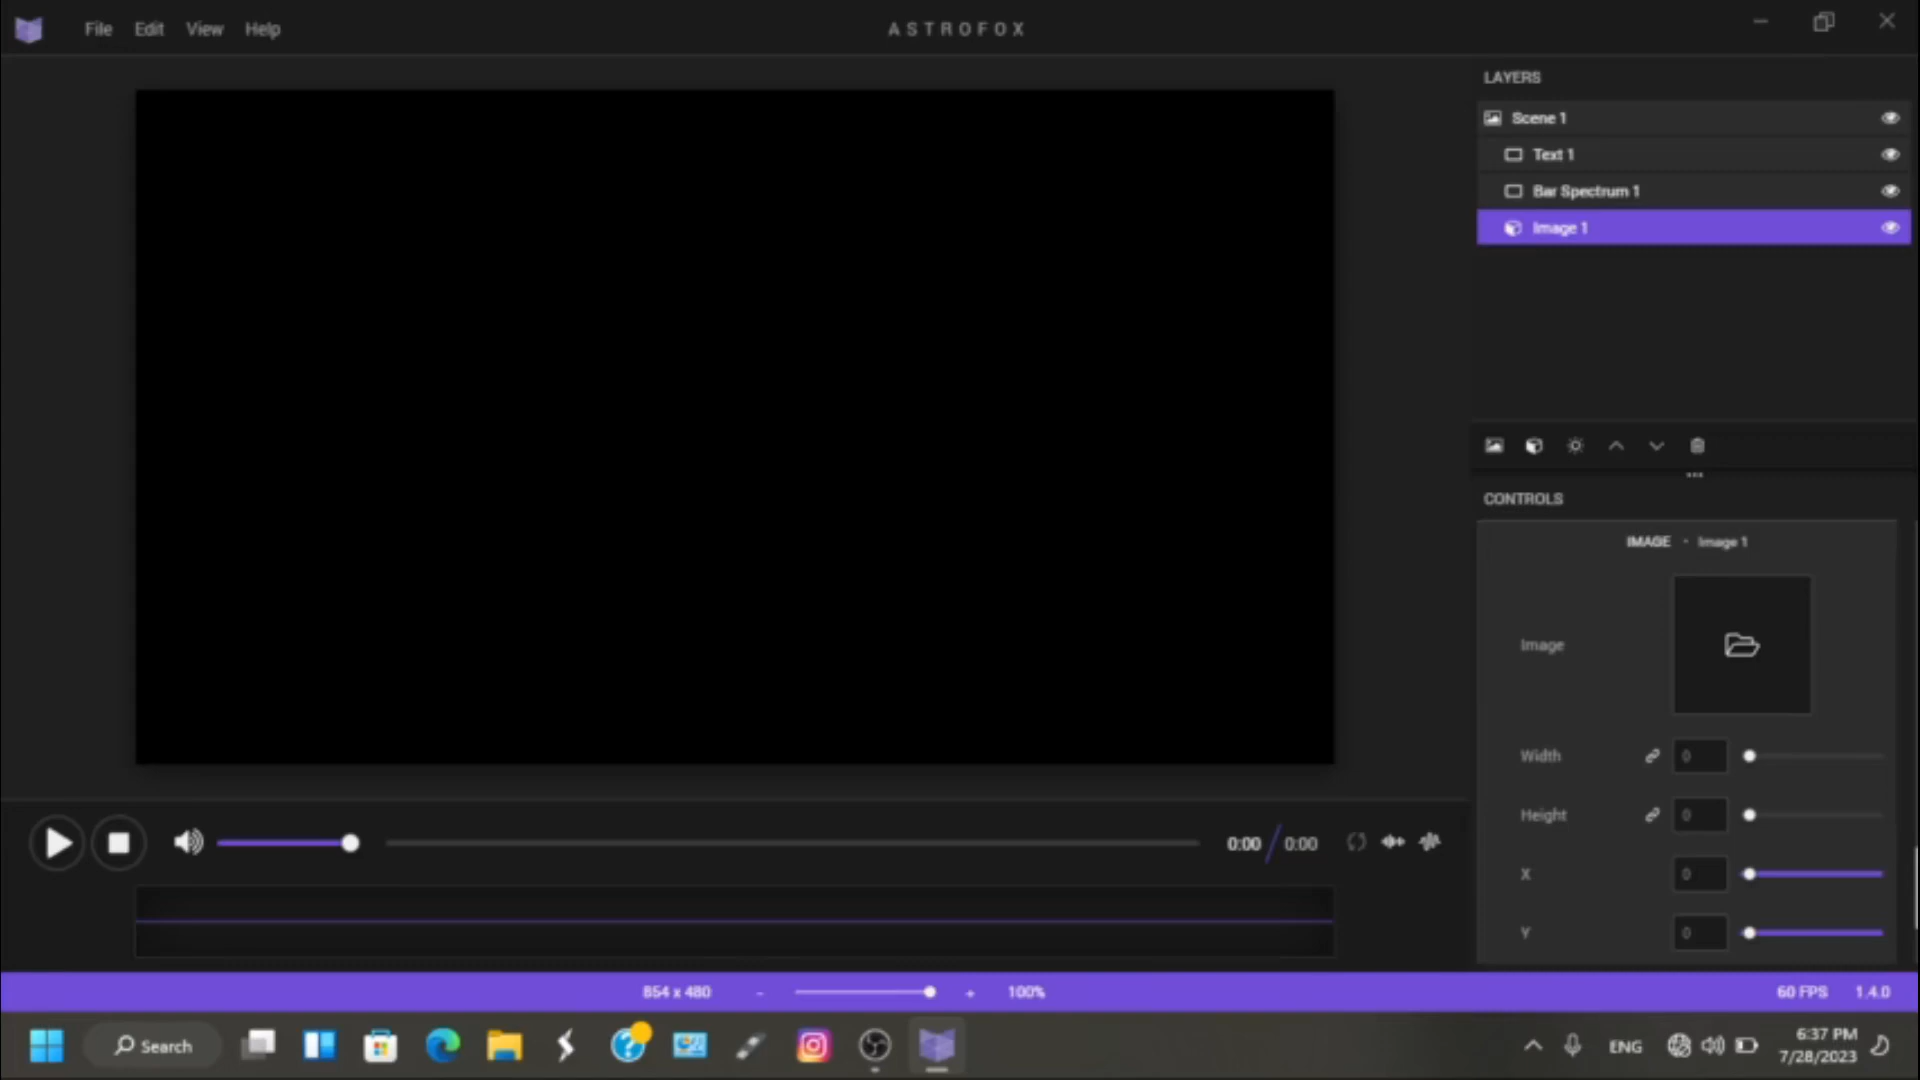 File Edit View Help
ASTROFOX
LAYERS
Scene 1
Text 1
Bar Spectrum 1
Image 1
CONTROLS
IMAGE • Image 1
Image
Width 0
Height 0
X 0
Y 0
0:00 / 0:00
854 x 480 - + 100% 60 FPS 1.4.0
Search
ENG
6:37 PM
7/28/2023